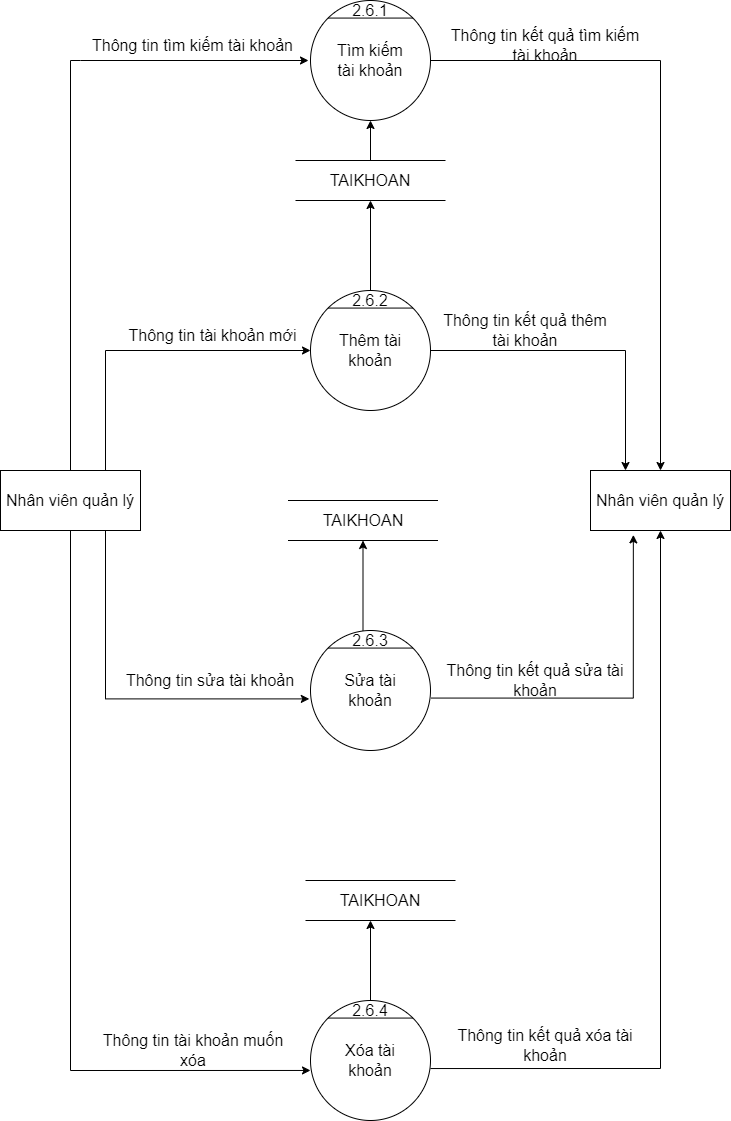 2.6.1
Thông tin tìm kiếm tài khoản
Tìm kiếm
tài khoản
Thông tin kết quả tìm kiếm
tài khoản
TAIKHOAN
2.6.2
Thông tin tài khoản mới
Thêm tài
khoản
Thông tin kết quả thêm
tài khoản
Nhân viên quản lý
Nhân viên quản lý
TAIKHOAN
2.6.3
Thông tin sửa tài khoản
Sửa tài
khoản
Thông tin kết quả sửa tài
khoản
TAIKHOAN
2.6.4
Thông tin tài khoản muốn
xóa
Xóa tài
khoản
Thông tin kết quả xóa tài
khoản